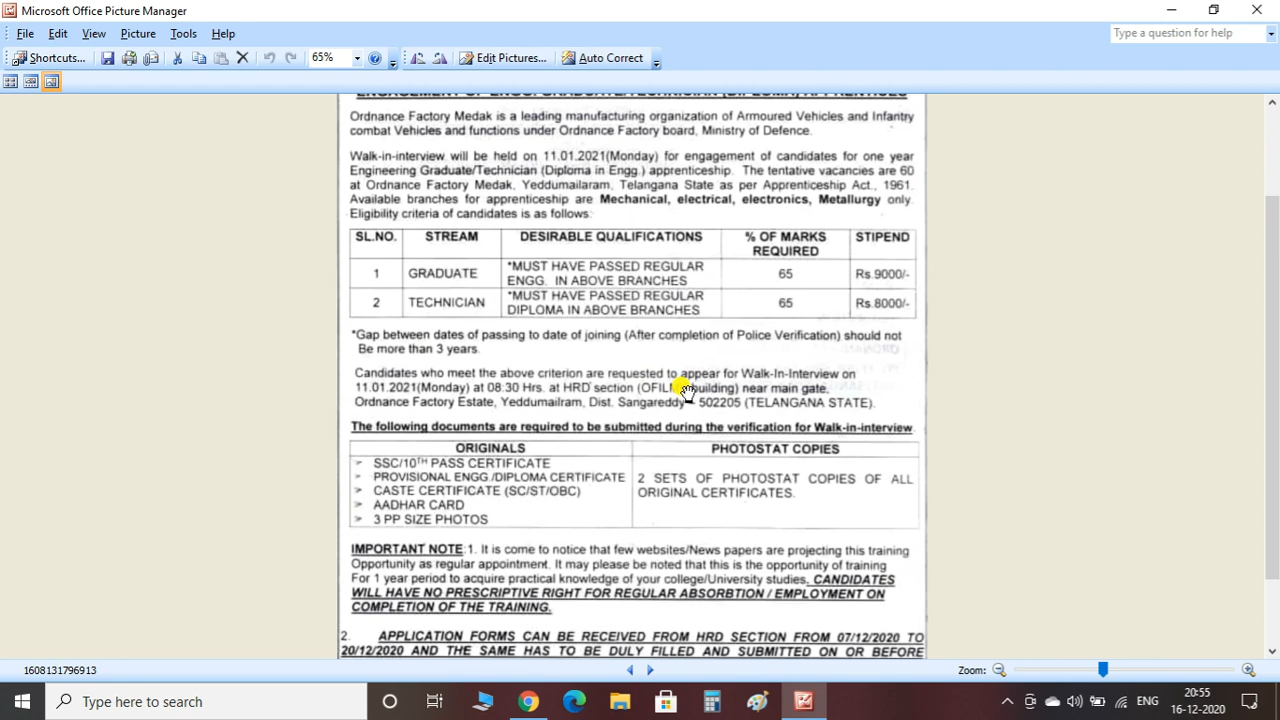 Microsoft Office Picture Manager
File Edit View Picture Tools Help
Type a question for help
Shortcuts... 65% Edit Pictures... Auto Correct
ENGAGEMENT OF ENGG. GRADUATE/TECHNICIAN (DIPLOMA) APPRENTICES
Ordnance Factory Medak is a leading manufacturing organization of Armoured Vehicles and Infantry
combat Vehicles and functions under Ordnance Factory board, Ministry of Defence.
Walk-in-interview will be held on 11.01.2021(Monday) for engagement of candidates for one year
Engineering Graduate/Technician (Diploma in Engg.) apprenticeship. The tentative vacancies are 60
at Ordnance Factory Medak, Yeddumailaram, Telangana State as per Apprenticeship Act., 1961.
Available branches for apprenticeship are Mechanical, electrical, electronics, Metallurgy only.
Eligibility criteria of candidates is as follows:
SL.NO. STREAM DESIRABLE QUALIFICATIONS % OF MARKS REQUIRED STIPEND
1 GRADUATE *MUST HAVE PASSED REGULAR ENGG. IN ABOVE BRANCHES 65 Rs.9000/-
2 TECHNICIAN *MUST HAVE PASSED REGULAR DIPLOMA IN ABOVE BRANCHES 65 Rs.8000/-
*Gap between dates of passing to date of joining (After completion of Police Verification) should not
Be more than 3 years.
Candidates who meet the above criterion are requested to appear for Walk-In-Interview on
11.01.2021(Monday) at 08:30 Hrs. at HRD section building) near main gate,
Ordnance Factory Estate, Yeddumailram, Dist. Sangareddy – 502205 (TELANGANA STATE).
The following documents are required to be submitted during the verification for Walk-in-interview
ORIGINALS PHOTOSTAT COPIES
➢ SSC/10TH PASS CERTIFICATE
➢ PROVISIONAL ENGG./DIPLOMA CERTIFICATE
➢ CASTE CERTIFICATE (SC/ST/OBC)
➢ AADHAR CARD
➢ 3 PP SIZE PHOTOS
2 SETS OF PHOTOSTAT COPIES OF ALL
ORIGINAL CERTIFICATES.
IMPORTANT NOTE:1. It is come to notice that few websites/News papers are projecting this training
Opportunity as regular appointment. It may please be noted that this is the opportunity of training
For 1 year period to acquire practical knowledge of your college/University studies. CANDIDATES
WILL HAVE NO PRESCRIPTIVE RIGHT FOR REGULAR ABSORBTION / EMPLOYMENT ON
COMPLETION OF THE TRAINING.
2. APPLICATION FORMS CAN BE RECEIVED FROM HRD SECTION FROM 07/12/2020 TO
20/12/2020 AND THE SAME HAS TO BE DULY FILLED AND SUBMITTED ON OR BEFORE
1608131796913
Zoom:
Type here to search
ENG
20:55
16-12-2020